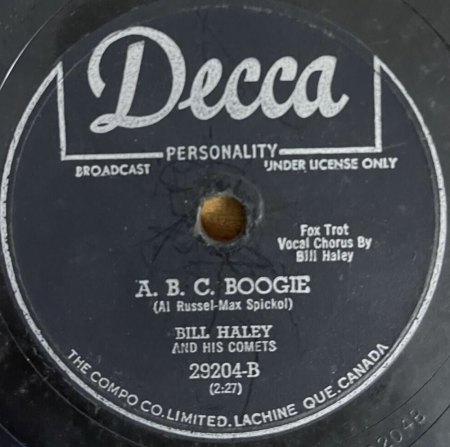 Decca
PERSONALITY
BROADCAST UNDER LICENSE ONLY
Fox Trot
Vocal Chorus By
Bill Haley
A. B. C. BOOGIE
(Al Russel-Max Spickol)
BILL HALEY
AND HIS COMETS
29204-B
(2:27)
THE COMPO CO. LIMITED. LACHINE QUE. CANADA